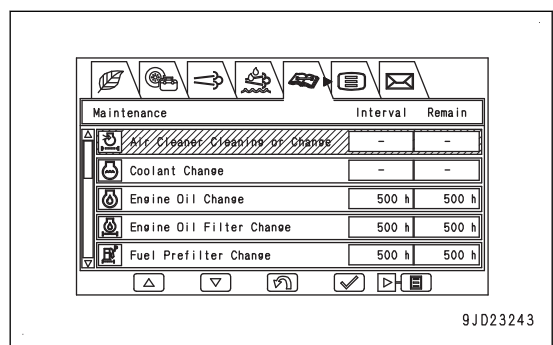 Maintenance Interval Remain
Air Cleaner Cleaning or Change - -
Coolant Change - -
Engine Oil Change 500 h 500 h
Engine Oil Filter Change 500 h 500 h
Fuel Prefilter Change 500 h 500 h
9JD23243